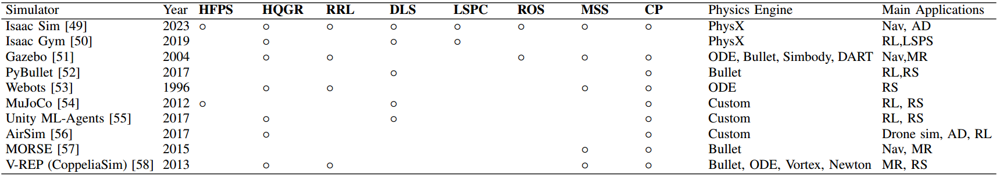 Simulator Year HFPS HQGR RRL DLS LSPC ROS MSS CP Physics Engine Main Applications
Isaac Sim [49] 2023 ○ ○ ○ ○ ○ ○ ○ ○ PhysX Nav, AD
Isaac Gym [50] 2019 ○ ○ ○ PhysX RL,LSPS
Gazebo [51] 2004 ○ ○ ○ ○ ○ ODE, Bullet, Simbody, DART Nav,MR
PyBullet [52] 2017 ○ ○ Bullet RL,RS
Webots [53] 1996 ○ ○ ○ ○ ODE RS
MuJoCo [54] 2012 ○ ○ ○ Custom RL, RS
Unity ML-Agents [55] 2017 ○ ○ ○ Custom RL, RS
AirSim [56] 2017 ○ ○ Custom Drone sim, AD, RL
MORSE [57] 2015 ○ ○ Bullet Nav, MR
V-REP (CoppeliaSim) [58] 2013 ○ ○ ○ ○ Bullet, ODE, Vortex, Newton MR, RS